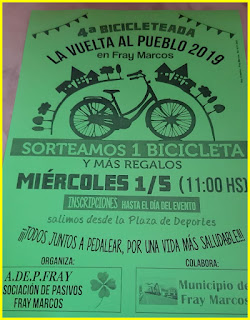 4ª BICICLETEADA
LA VUELTA AL PUEBLO 2019
en Fray Marcos
SORTEAMOS 1 BICICLETA
Y MAS REGALOS
MIÉRCOLES 1/5 (11:00 HS)
INSCRIPCIONES HASTA EL DÍA DEL EVENTO
salimos desde la Plaza de Deportes
¡¡¡TODOS JUNTOS A PEDALEAR, POR UNA VIDA MÁS SALUDABLE!!!
ORGANIZA:
A.DE.P.FRAY
SOCIACIÓN DE PASIVOS
FRAY MARCOS
COLABORA:
Municipio de
Fray Marcos